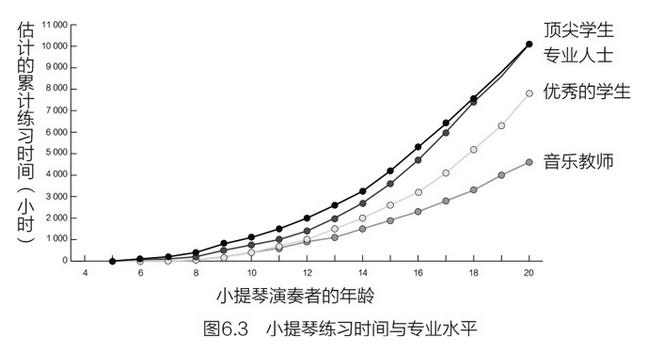 估计的累计练习时间（小时）
11 000
10 000
9 000
8 000
7 000
6 000
5 000
4 000
3 000
2 000
1 000
0
4 6 8 10 12 14 16 18 20
顶尖学生
专业人士
优秀的学生
音乐教师
小提琴演奏者的年龄
图6.3 小提琴练习时间与专业水平